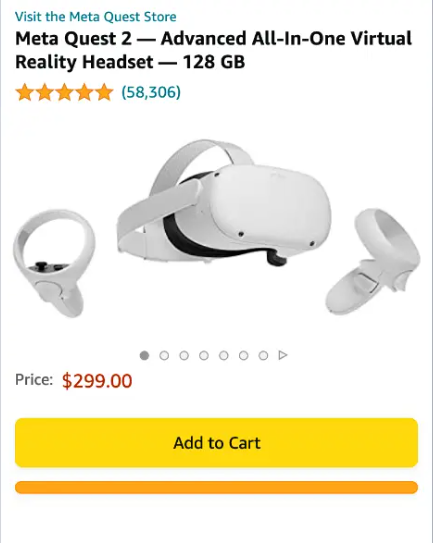 Visit the Meta Quest Store
Meta Quest 2 — Advanced All-In-One Virtual
Reality Headset — 128 GB
(58,306)
Price: $299.00
Add to Cart